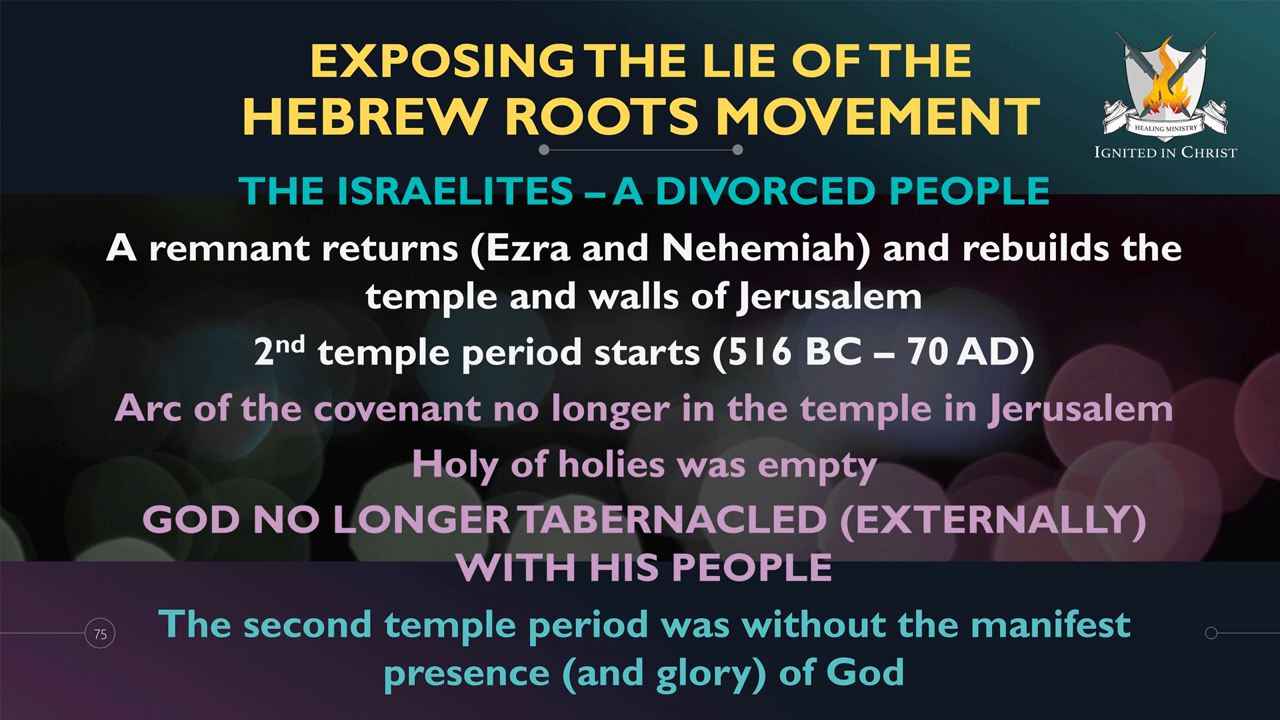 EXPOSING THE LIE OF THE
HEBREW ROOTS MOVEMENT
HEALING MINISTRY
IGNITED IN CHRIST
THE ISRAELITES – A DIVORCED PEOPLE
A remnant returns (Ezra and Nehemiah) and rebuilds the
temple and walls of Jerusalem
2nd temple period starts (516 BC – 70 AD)
Arc of the covenant no longer in the temple in Jerusalem
Holy of holies was empty
GOD NO LONGER TABERNACLED (EXTERNALLY)
WITH HIS PEOPLE
75
The second temple period was without the manifest
presence (and glory) of God